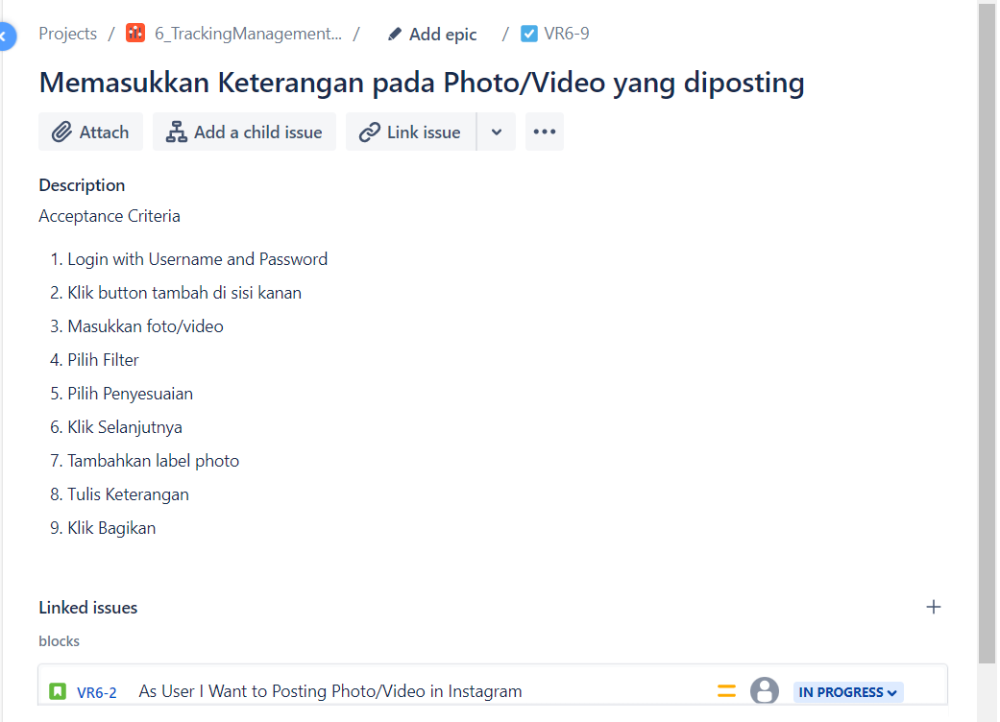 Projects / 6_TrackingManagement... / Add epic / VR6-9
Memasukkan Keterangan pada Photo/Video yang diposting
Attach Add a child issue Link issue
Description
Acceptance Criteria
1. Login with Username and Password
2. Klik button tambah di sisi kanan
3. Masukkan foto/video
4. Pilih Filter
5. Pilih Penyesuaian
6. Klik Selanjutnya
7. Tambahkan label photo
8. Tulis Keterangan
9. Klik Bagikan
Linked issues
blocks
VR6-2 As User I Want to Posting Photo/Video in Instagram IN PROGRESS